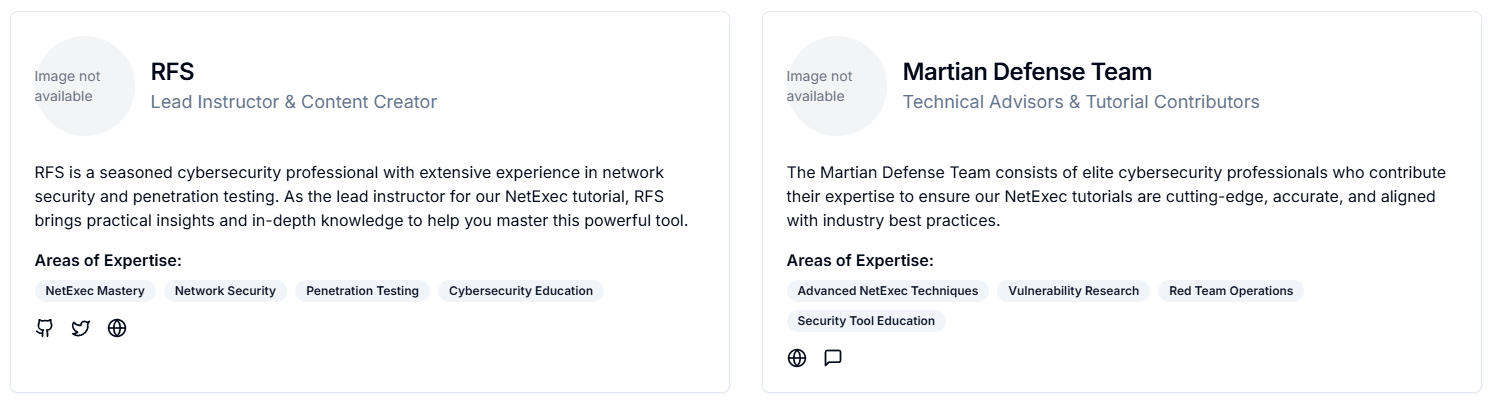 Image not
available
RFS
Lead Instructor & Content Creator
RFS is a seasoned cybersecurity professional with extensive experience in network
security and penetration testing. As the lead instructor for our NetExec tutorial, RFS
brings practical insights and in-depth knowledge to help you master this powerful tool.
Areas of Expertise:
NetExec Mastery Network Security Penetration Testing Cybersecurity Education
Image not
available
Martian Defense Team
Technical Advisors & Tutorial Contributors
The Martian Defense Team consists of elite cybersecurity professionals who contribute
their expertise to ensure our NetExec tutorials are cutting-edge, accurate, and aligned
with industry best practices.
Areas of Expertise:
Advanced NetExec Techniques Vulnerability Research Red Team Operations
Security Tool Education